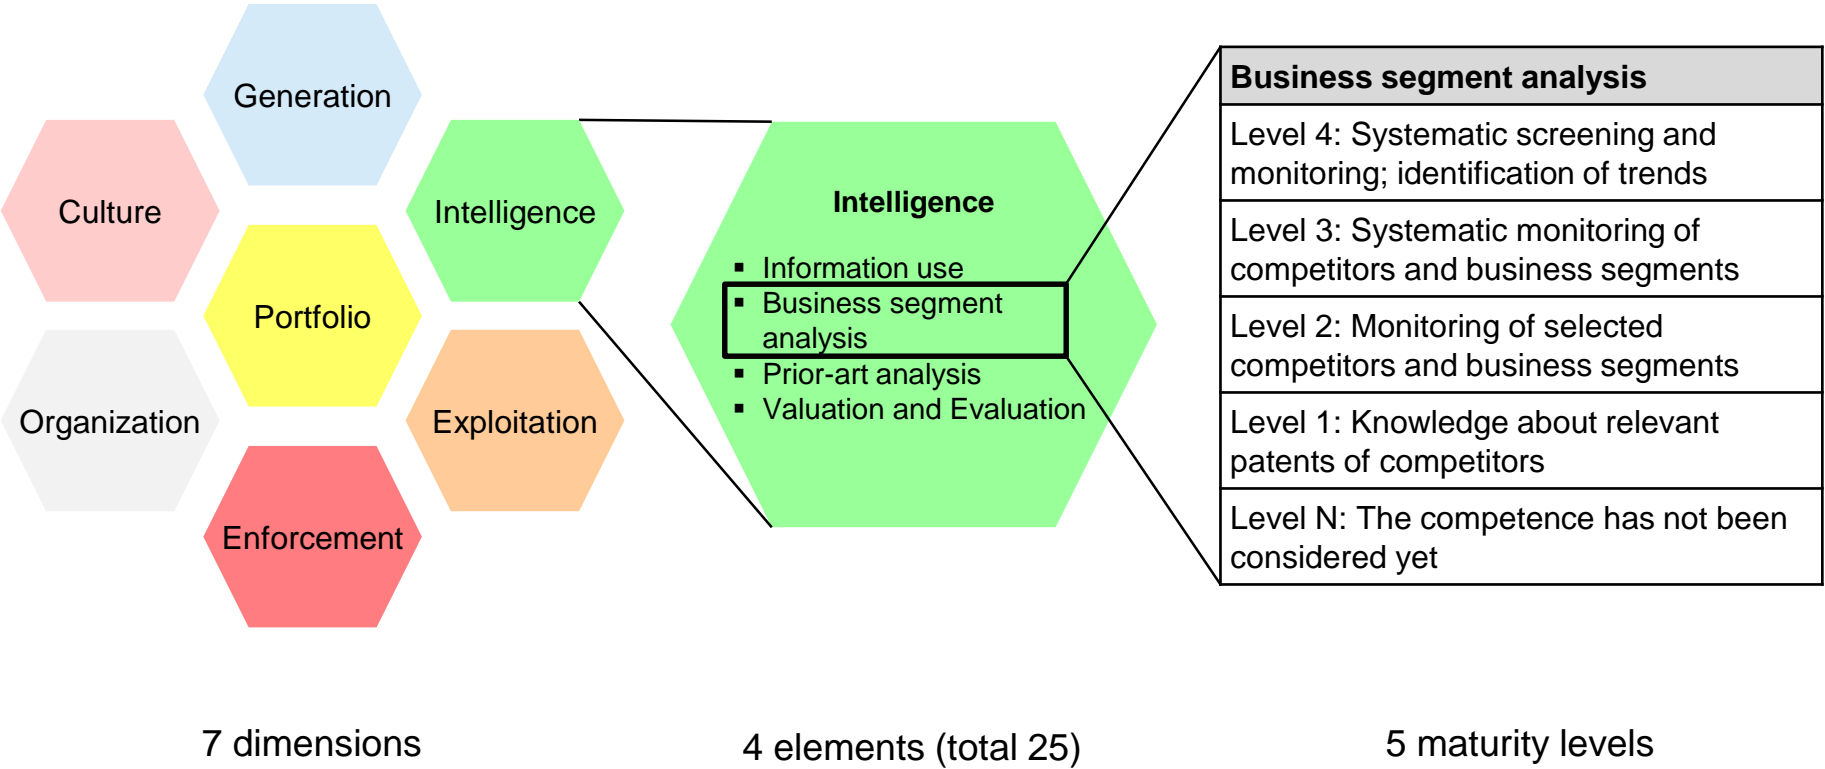 Generation
Culture
Intelligence
Portfolio
Organization
Exploitation
Enforcement
7 dimensions
Intelligence
▪ Information use
▪ Business segment
analysis
▪ Prior-art analysis
▪ Valuation and Evaluation
4 elements (total 25)
Business segment analysis
Level 4: Systematic screening and
monitoring; identification of trends
Level 3: Systematic monitoring of
competitors and business segments
Level 2: Monitoring of selected
competitors and business segments
Level 1: Knowledge about relevant
patents of competitors
Level N: The competence has not been
considered yet
5 maturity levels